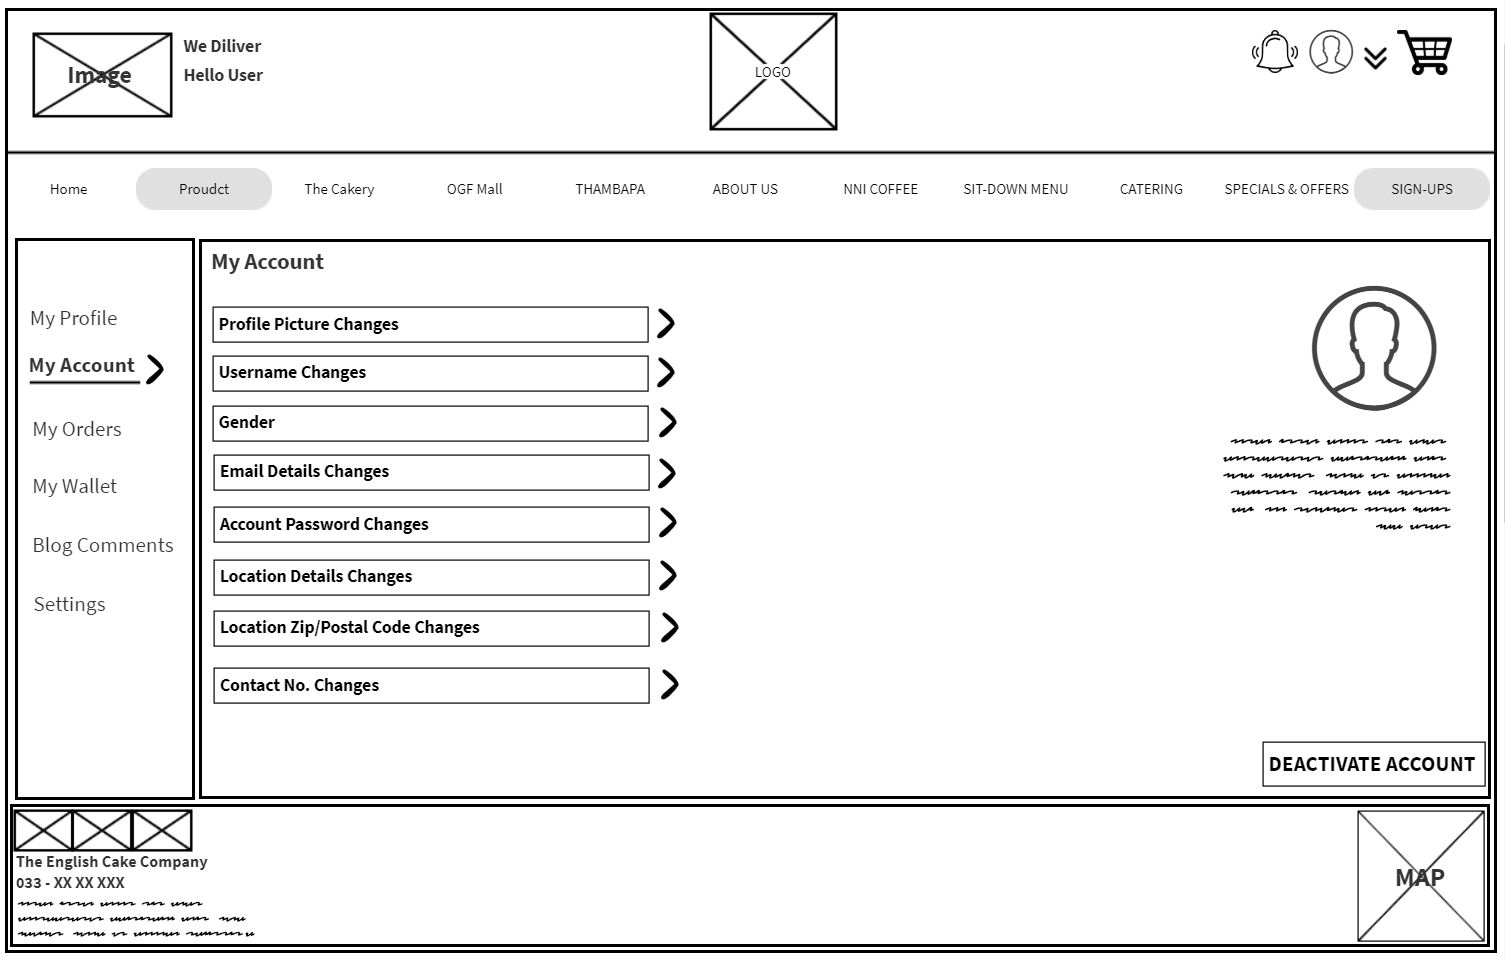 Image
We Diliver
Hello User
LOGO
Home
Proudct
The Cakery
OGF Mall
THAMBAPA
ABOUT US
NNI COFFEE
SIT-DOWN MENU
CATERING
SPECIALS & OFFERS
SIGN-UPS
My Profile
My Account
My Orders
My Wallet
Blog Comments
Settings
My Account
Profile Picture Changes
Username Changes
Gender
Email Details Changes
Account Password Changes
Location Details Changes
Location Zip/Postal Code Changes
Contact No. Changes
DEACTIVATE ACCOUNT
The English Cake Company
033 - XX XX XXX
MAP